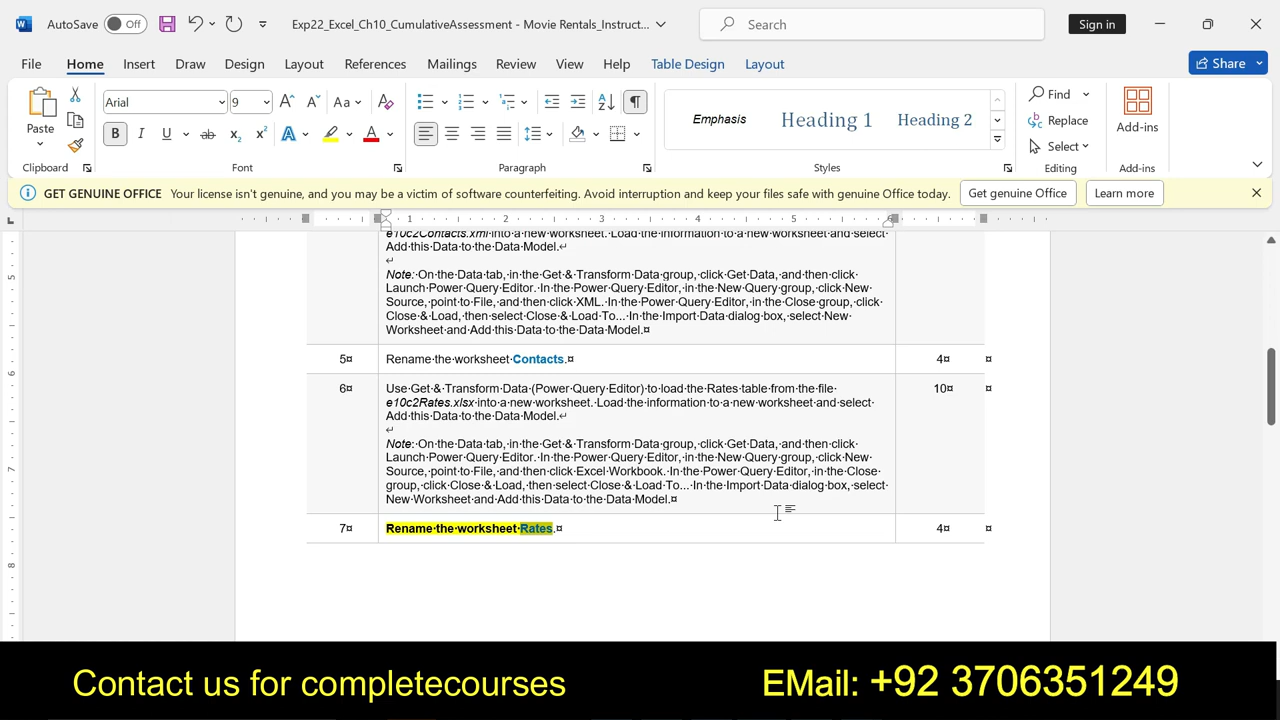 AutoSave Off Exp22_Excel_Ch10_CumulativeAssessment - Movie Rentals_Instruct... Search Sign in
File Home Insert Draw Design Layout References Mailings Review View Help Table Design Layout Share
Paste Arial 9 Aa Emphasis Heading 1 Heading 2 Find Replace Select Add-ins
Clipboard Font Paragraph Styles Editing Add-ins
GET GENUINE OFFICE Your license isn't genuine, and you may be a victim of software counterfeiting. Avoid interruption and keep your files safe with genuine Office today. Get genuine Office Learn more
1 2 3 4 5 6
e10c2Contacts.xml·into·a·new·worksheet.·Load·the·information·to·a·new·worksheet·and·select·
Add·this·Data·to·the·Data·Model.↵
↵
Note:·On·the·Data·tab,·in·the·Get·&·Transform·Data·group,·click·Get·Data,·and·then·click·
Launch·Power·Query·Editor.·In·the·Power·Query·Editor,·in·the·New·Query·group,·click·New·
Source,·point·to·File,·and·then·click·XML.·In·the·Power·Query·Editor,·in·the·Close·group,·click·
Close·&·Load,·then·select·Close·&·Load·To...·In·the·Import·Data·dialog·box,·select·New·
Worksheet·and·Add·this·Data·to·the·Data·Model.¤
5¤ Rename·the·worksheet·Contacts.¤ 4¤ ¤
6¤ Use·Get·&·Transform·Data·(Power·Query·Editor)·to·load·the·Rates·table·from·the·file· 10¤ ¤
e10c2Rates.xlsx·into·a·new·worksheet.·Load·the·information·to·a·new·worksheet·and·select·
Add·this·Data·to·the·Data·Model.↵
↵
Note:·On·the·Data·tab,·in·the·Get·&·Transform·Data·group,·click·Get·Data,·and·then·click·
Launch·Power·Query·Editor.·In·the·Power·Query·Editor,·in·the·New·Query·group,·click·New·
Source,·point·to·File,·and·then·click·Excel·Workbook.·In·the·Power·Query·Editor,·in·the·Close·
group,·click·Close·&·Load,·then·select·Close·&·Load·To...·In·the·Import·Data·dialog·box,·select·
New·Worksheet·and·Add·this·Data·to·the·Data·Model.¤
7¤ Rename·the·worksheet·Rates.¤ 4¤ ¤
5
6
7
8
Contact us for completecourses EMail: +92 3706351249